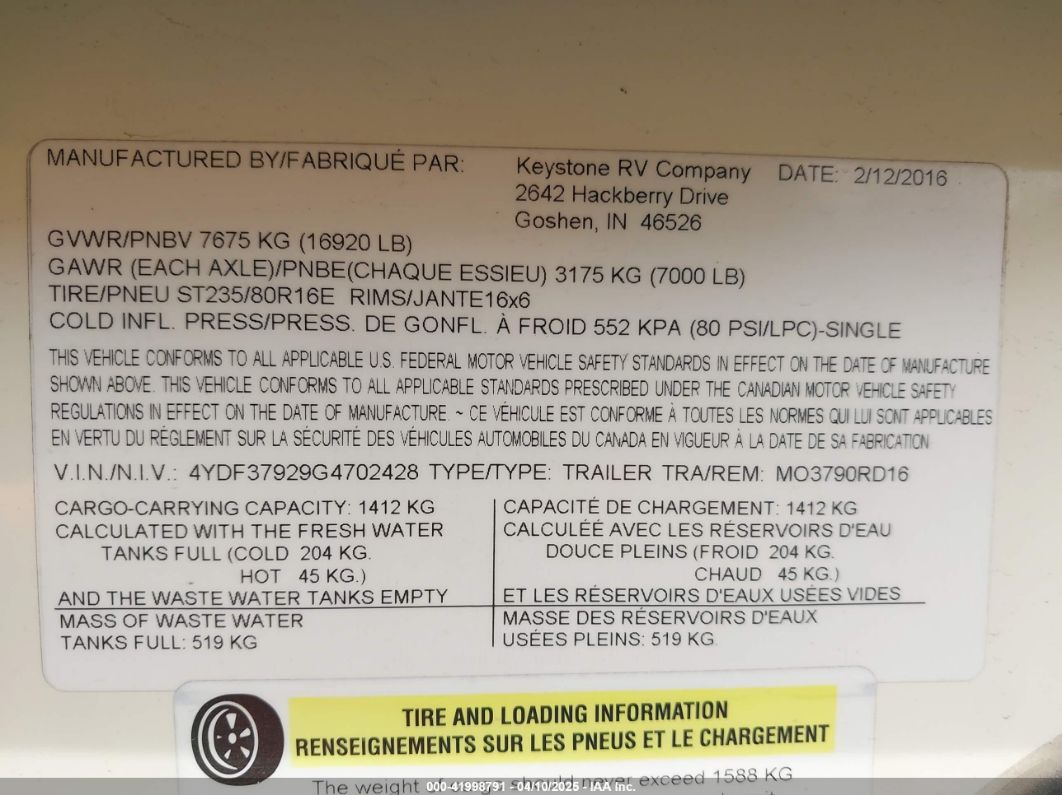 MANUFACTURED BY/FABRIQUÉ PAR: Keystone RV Company DATE: 2/12/2016
2642 Hackberry Drive
Goshen, IN 46526
GVWR/PNBV 7675 KG (16920 LB)
GAWR (EACH AXLE)/PNBE(CHAQUE ESSIEU) 3175 KG (7000 LB)
TIRE/PNEU ST235/80R16E RIMS/JANTE16x6
COLD INFL. PRESS/PRESS. DE GONFL. À FROID 552 KPA (80 PSI/LPC)-SINGLE
THIS VEHICLE CONFORMS TO ALL APPLICABLE U.S. FEDERAL MOTOR VEHICLE SAFETY STANDARDS IN EFFECT ON THE DATE OF MANUFACTURE
SHOWN ABOVE. THIS VEHICLE CONFORMS TO ALL APPLICABLE STANDARDS PRESCRIBED UNDER THE CANADIAN MOTOR VEHICLE SAFETY
REGULATIONS IN EFFECT ON THE DATE OF MANUFACTURE. ~ CE VÉHICULE EST CONFORME À TOUTES LES NORMES QUI LUI SONT APPLICABLES
EN VERTU DU RÉGLEMENT SUR LA SÉCURITÉ DES VÉHICULES AUTOMOBILES DU CANADA EN VIGUEUR À LA DATE DE SA FABRICATION
V.I.N./N.I.V.: 4YDF37929G4702428 TYPE/TYPE: TRAILER TRA/REM: MO3790RD16
CARGO-CARRYING CAPACITY: 1412 KG
CALCULATED WITH THE FRESH WATER
TANKS FULL (COLD 204 KG.
HOT 45 KG.)
AND THE WASTE WATER TANKS EMPTY
MASS OF WASTE WATER
TANKS FULL: 519 KG
CAPACITÉ DE CHARGEMENT: 1412 KG
CALCULÉE AVEC LES RÉSERVOIRS D'EAU
DOUCE PLEINS (FROID 204 KG.
CHAUD 45 KG.)
ET LES RÉSERVOIRS D'EAUX USÉES VIDES
MASSE DES RÉSERVOIRS D'EAUX
USÉES PLEINS: 519 KG.
TIRE AND LOADING INFORMATION
RENSEIGNEMENTS SUR LES PNEUS ET LE CHARGEMENT
The weight of should never exceed 1588 KG
000-41998791 - 04/10/2025 - IAA Inc.